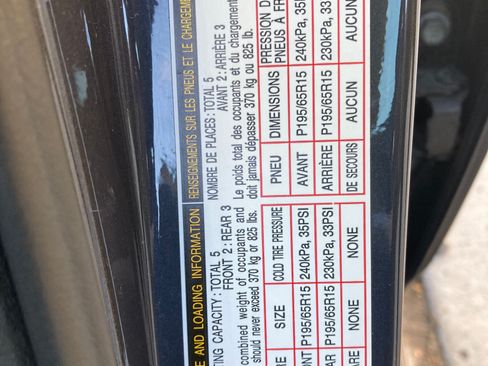 E AND LOADING INFORMATION
TING CAPACITY: TOTAL 5
FRONT 2: REAR 3
combined weight of occupants and
should never exceed 370 kg or 825 lbs.
RE SIZE COLD TIRE PRESSURE
ONT P195/65R15 240kPa, 35PSI
AR P195/65R15 230kPa, 33PSI
ARE NONE NONE
RENSEIGNEMENTS SUR LES PNEUS ET LE CHARGEMEN
NOMBRE DE PLACES: TOTAL 5
AVANT 2: ARRIÈRE 3
Le poids total des occupants et du chargement
doit jamais dépasser 370 kg ou 825 lb.
PNEU DIMENSIONS PRESSION D
PNEUS À FR
AVANT P195/65R15 240kPa, 35
ARRIÈRE P195/65R15 230kPa, 33
DE SECOURS AUCUN AUCUN